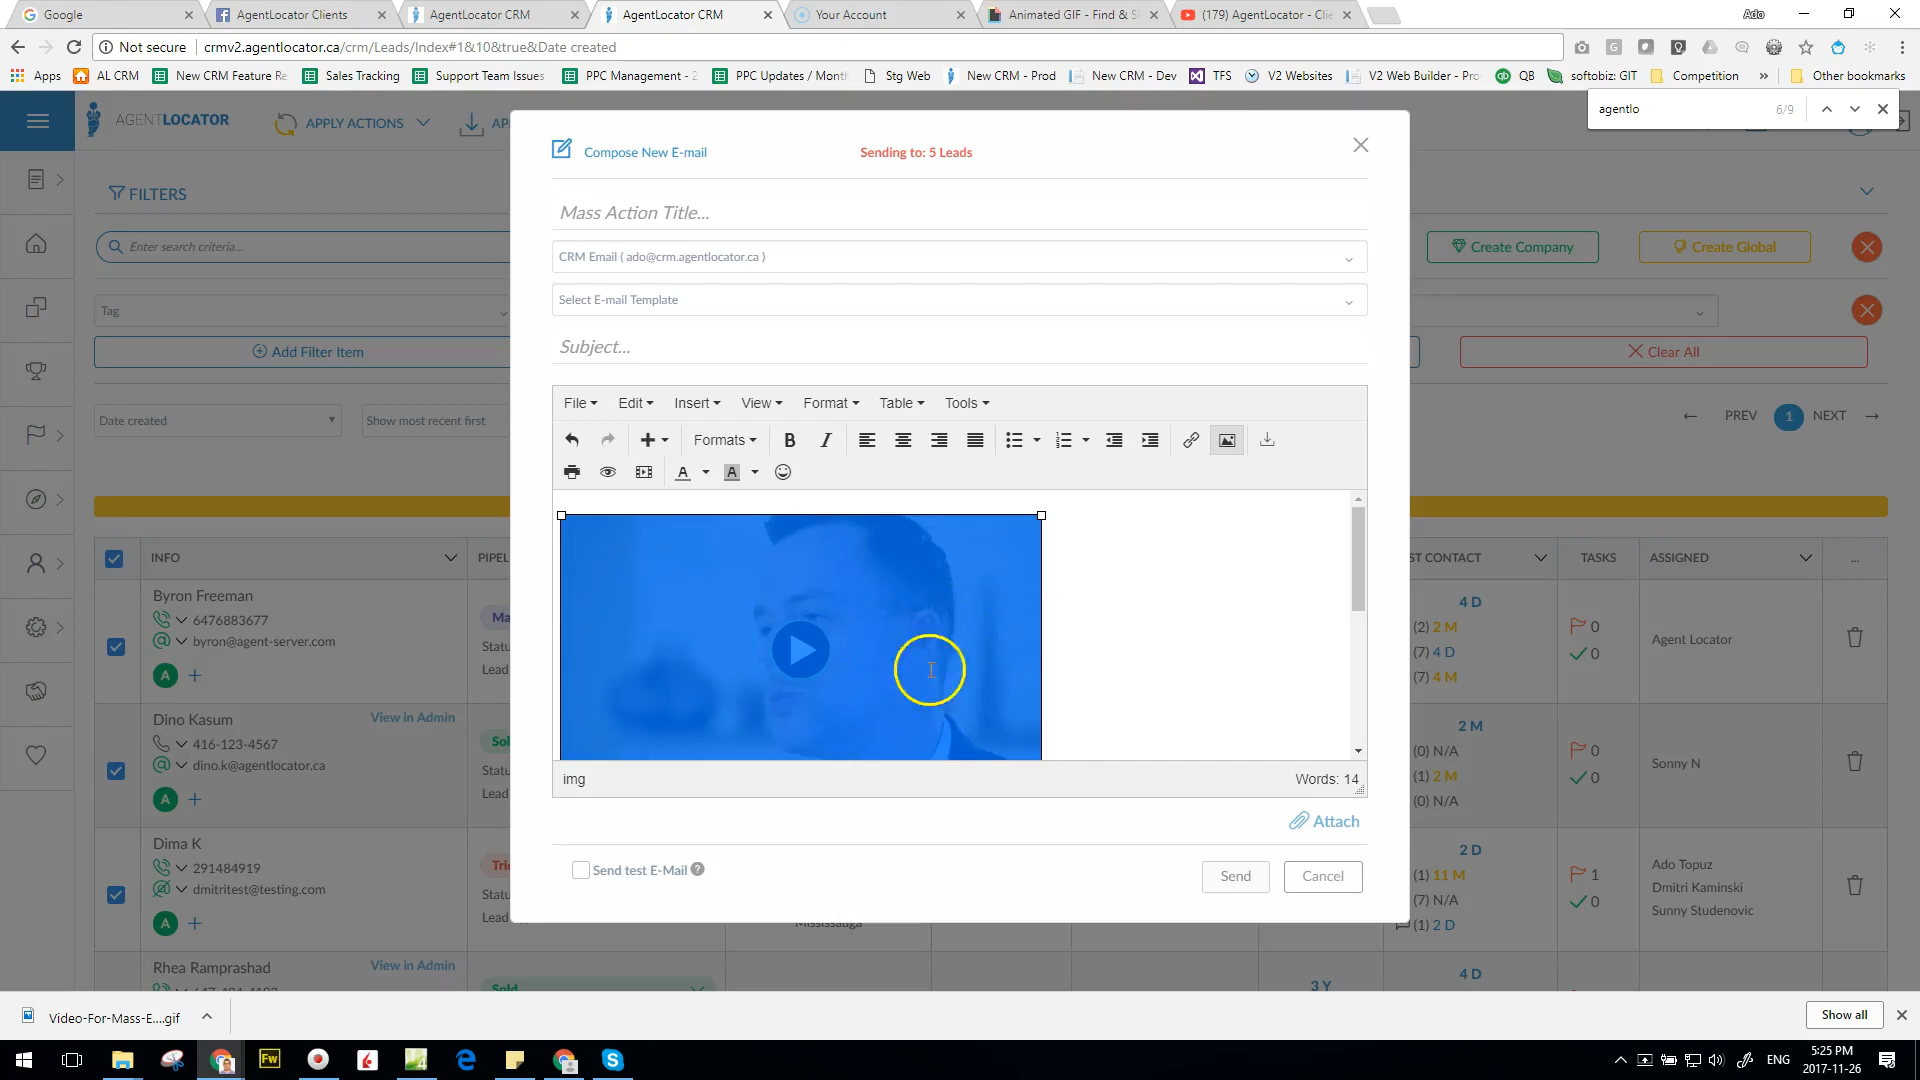 Google
AgentLocator Clients
AgentLocator CRM
AgentLocator CRM
Your Account
Animated GIF - Find & S
(179) AgentLocator - Clie
Ado
Not secure
crmv2.agentlocator.ca/crm/Leads/Index#1&10&true&Date created
Apps
AL CRM
New CRM Feature Re
Sales Tracking
Support Team Issues
PPC Management - 2
PPC Updates / Month
Stg Web
New CRM - Prod
New CRM - Dev
TFS
V2 Websites
V2 Web Builder - Pro
QB
softobiz: GIT
Competition
»
Other bookmarks
agentlo
6/9
AGENTLOCATOR
APPLY ACTIONS
Compose New E-mail
Sending to: 5 Leads
FILTERS
Mass Action Title...
Enter search criteria...
CRM Email ( ado@crm.agentlocator.ca )
Create Company
Create Global
Tag
Select E-mail Template
Add Filter Item
Subject...
Clear All
Date created
Show most recent first
PREV
1
NEXT
File
Edit
Insert
View
Format
Table
Tools
Formats
B
I
A
A
INFO
TASKS
ASSIGNED
...
Byron Freeman
6476883677
byron@agent-server.com
A
4 D
(2) 2 M
(7) 4 D
(7) 4 M
0
0
Agent Locator
Dino Kasum
View in Admin
416-123-4567
dino.k@agentlocator.ca
A
2 M
(0) N/A
(1) 2 M
(0) N/A
0
0
Sonny N
img
Words: 14
Attach
Dima K
291484919
dmitritest@testing.com
A
Send test E-Mail
Send
Cancel
2 D
(1) 11 M
(7) N/A
(1) 2 D
1
0
Ado Topuz
Dmitri Kaminski
Sunny Studenovic
Mississauga
Rhea Ramprashad
View in Admin
Sold
3 Y
4 D
Video-For-Mass-E....gif
Show all
Fw
ENG
5:25 PM
2017-11-26